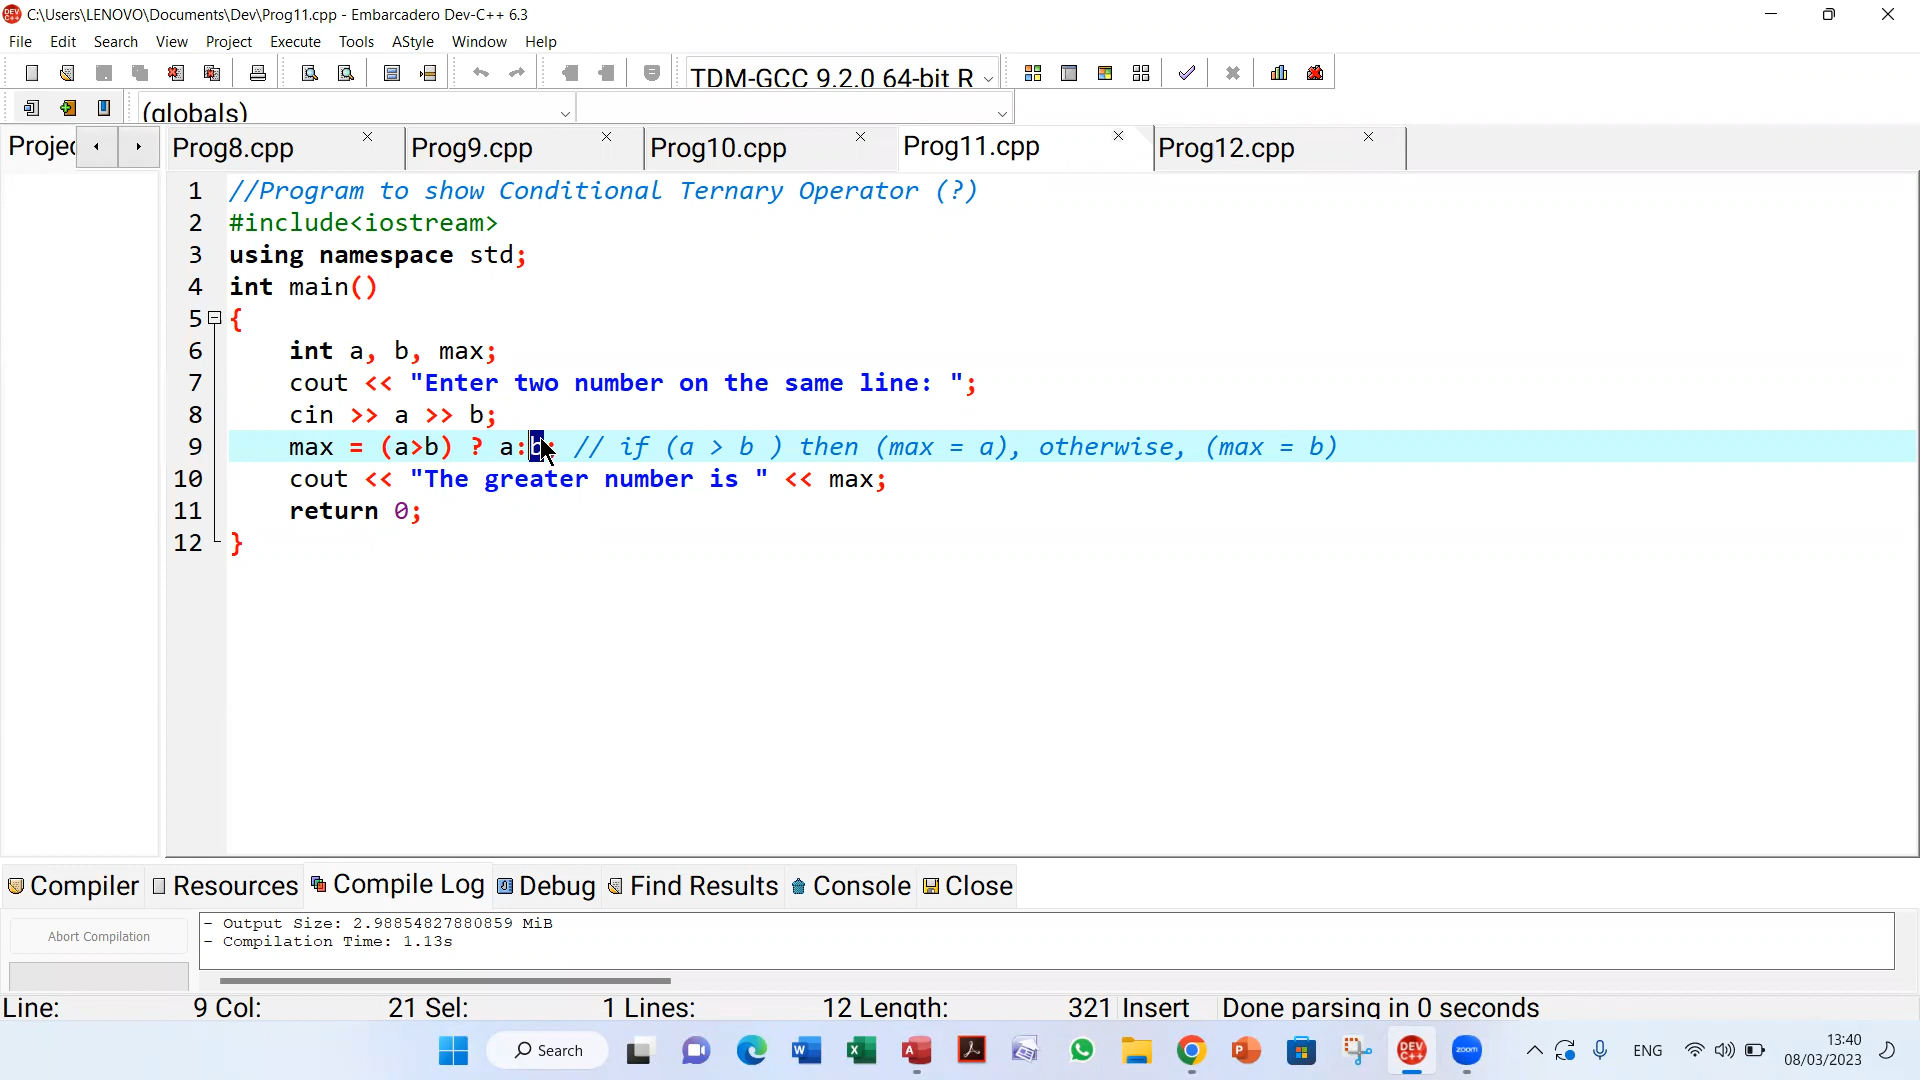 C:\Users\LENOVO\Documents\Dev\Prog11.cpp - Embarcadero Dev-C++ 6.3
File Edit Search View Project Execute Tools AStyle Window Help
TDM-GCC 9.2.0 64-bit R
(globals)
Projec Prog8.cpp Prog9.cpp Prog10.cpp Prog11.cpp Prog12.cpp
1 //Program to show Conditional Ternary Operator (?)
2 #include<iostream>
3 using namespace std;
4 int main()
5 {
6 int a, b, max;
7 cout << "Enter two number on the same line: ";
8 cin >> a >> b;
9 max = (a>b) ? a:b; // if (a > b ) then (max = a), otherwise, (max = b)
10 cout << "The greater number is " << max;
11 return 0;
12 }
Compiler Resources Compile Log Debug Find Results Console Close
Abort Compilation
- Output Size: 2.98854827880859 MiB
- Compilation Time: 1.13s
Line: 9 Col: 21 Sel: 1 Lines: 12 Length: 321 Insert Done parsing in 0 seconds
Search
zoom
ENG
13:40
08/03/2023